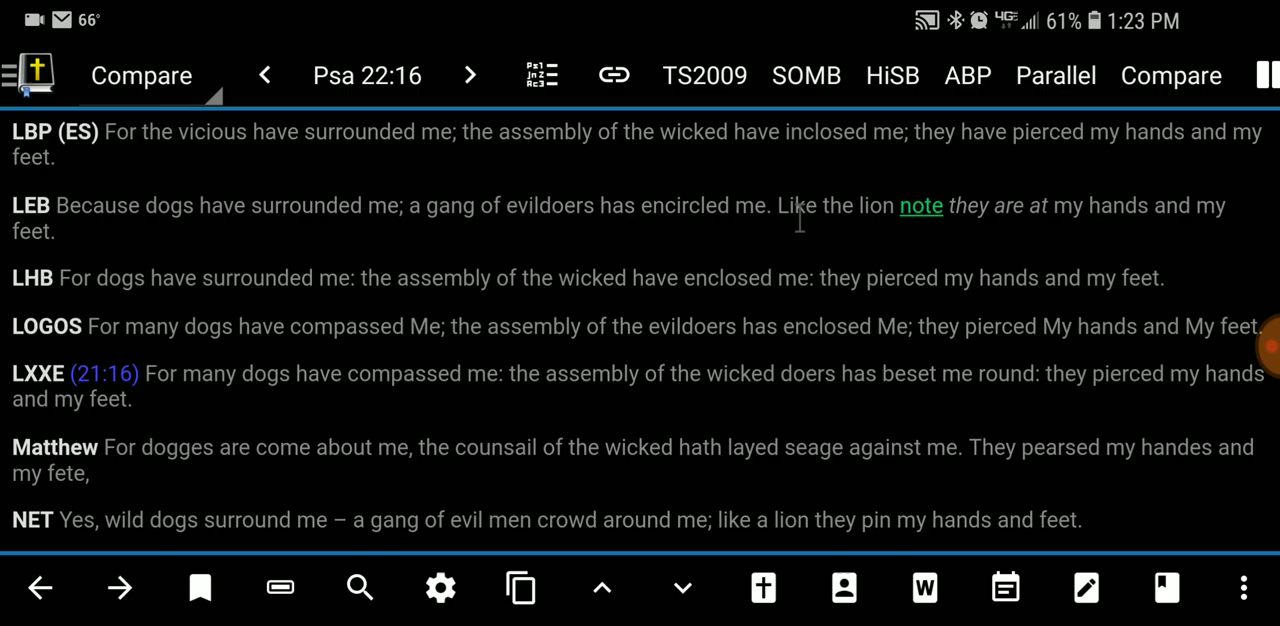 66° 4GE 61% 1:23 PM
Compare Psa 22:16 TS2009 SOMB HiSB ABP Parallel Compare
LBP (ES) For the vicious have surrounded me; the assembly of the wicked have inclosed me; they have pierced my hands and my
feet.
LEB Because dogs have surrounded me; a gang of evildoers has encircled me. Like the lion note they are at my hands and my
feet.
LHB For dogs have surrounded me: the assembly of the wicked have enclosed me: they pierced my hands and my feet.
LOGOS For many dogs have compassed Me; the assembly of the evildoers has enclosed Me; they pierced My hands and My feet.
LXXE (21:16) For many dogs have compassed me: the assembly of the wicked doers has beset me round: they pierced my hands
and my feet.
Matthew For dogges are come about me, the counsail of the wicked hath layed seage against me. They pearsed my handes and
my fete,
NET Yes, wild dogs surround me – a gang of evil men crowd around me; like a lion they pin my hands and feet.
W